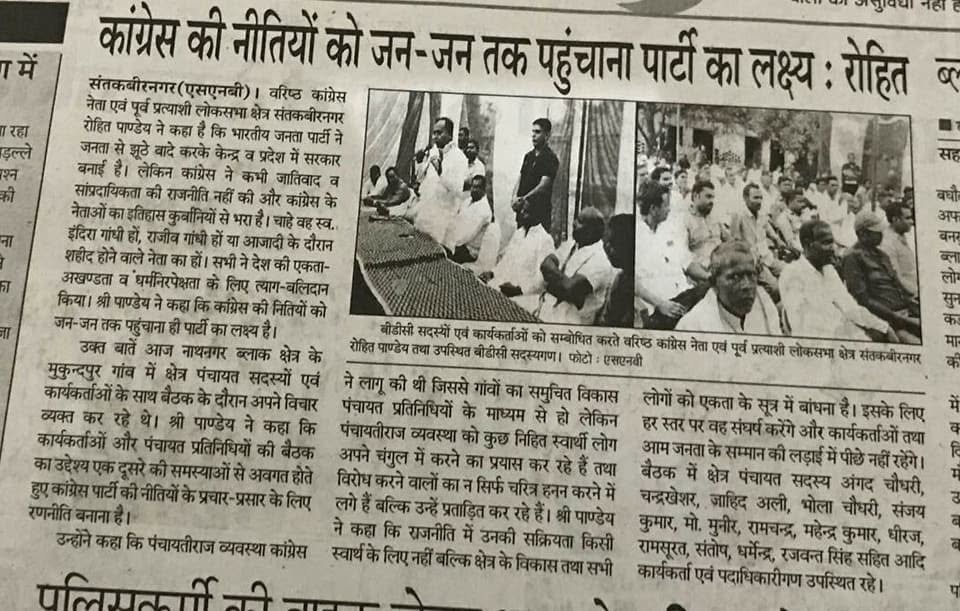 कांग्रेस की नीतियों को जन-जन तक पहुंचाना पार्टी का लक्ष्य : रोहित
संतकबीरनगर (एसएनबी)। वरिष्ठ कांग्रेस
नेता एवं पूर्व प्रत्याशी लोकसभा क्षेत्र संतकबीरनगर
रोहित पाण्डेय ने कहा है कि भारतीय जनता पार्टी ने
जनता से झूठे वादे करके केन्द्र व प्रदेश में सरकार
बनाई है। लेकिन कांग्रेस ने कभी जातिवाद व
सांप्रदायिकता की राजनीति नहीं की और कांग्रेस के
नेताओं का इतिहास कुर्बानियों से भरा है। चाहे वह स्व.
इंदिरा गांधी हों, राजीव गांधी हों या आजादी के दौरान
शहीद होने वाले नेता का हों। सभी ने देश की एकता-
अखण्डता व धर्मनिरपेक्षता के लिए त्याग-बलिदान
किया। श्री पाण्डेय ने कहा कि कांग्रेस की नितियों को
जन-जन तक पहुंचाना ही पार्टी का लक्ष्य है।
उक्त बातें आज नाथनगर ब्लाक क्षेत्र के
मुकुन्दपुर गांव में क्षेत्र पंचायत सदस्यों एवं
कार्यकर्ताओं के साथ बैठक के दौरान अपने विचार
व्यक्त कर रहे थे। श्री पाण्डेय ने कहा कि
कार्यकर्ताओं और पंचायत प्रतिनिधियों की बैठक
का उद्देश्य एक दूसरे की समस्याओं से अवगत होते
हुए कांग्रेस पार्टी की नीतियों के प्रचार-प्रसार के लिए
रणनीति बनाना है।
उन्होंने कहा कि पंचायतीराज व्यवस्था कांग्रेस
बीडीसी सदस्यों एवं कार्यकर्ताओं को सम्बोधित करते वरिष्ठ कांग्रेस नेता एवं पूर्व प्रत्याशी लोकसभा क्षेत्र संतकबीरनगर
रोहित पाण्डेय तथा उपस्थित बीडीसी सदस्यगण। फोटो : एसएनबी
ने लागू की थी जिससे गांवों का समुचित विकास
पंचायत प्रतिनिधियों के माध्यम से हो लेकिन
पंचायतीराज व्यवस्था को कुछ निहित स्वार्थी लोग
अपने चंगुल में करने का प्रयास कर रहे हैं तथा
विरोध करने वालों का न सिर्फ चरित्र हनन करने में
लगे हैं बल्कि उन्हें प्रताड़ित कर रहे हैं। श्री पाण्डेय
ने कहा कि राजनीति में उनकी सक्रियता किसी
स्वार्थ के लिए नहीं बल्कि क्षेत्र के विकास तथा सभी
लोगों को एकता के सूत्र में बांधना है। इसके लिए
हर स्तर पर वह संघर्ष करेंगे और कार्यकर्ताओं तथा
आम जनता के सम्मान की लड़ाई में पीछे नहीं रहेंगे।
बैठक में क्षेत्र पंचायत सदस्य अंगद चौधरी,
चन्द्रखेशर, जाहिद अली, भोला चौधरी, संजय
कुमार, मो. मुनीर, रामचन्द्र, महेन्द्र कुमार, धीरज,
रामसूरत, संतोष, धर्मेन्द्र, रजवन्त सिंह सहित आदि
कार्यकर्ता एवं पदाधिकारीगण उपस्थित रहे।